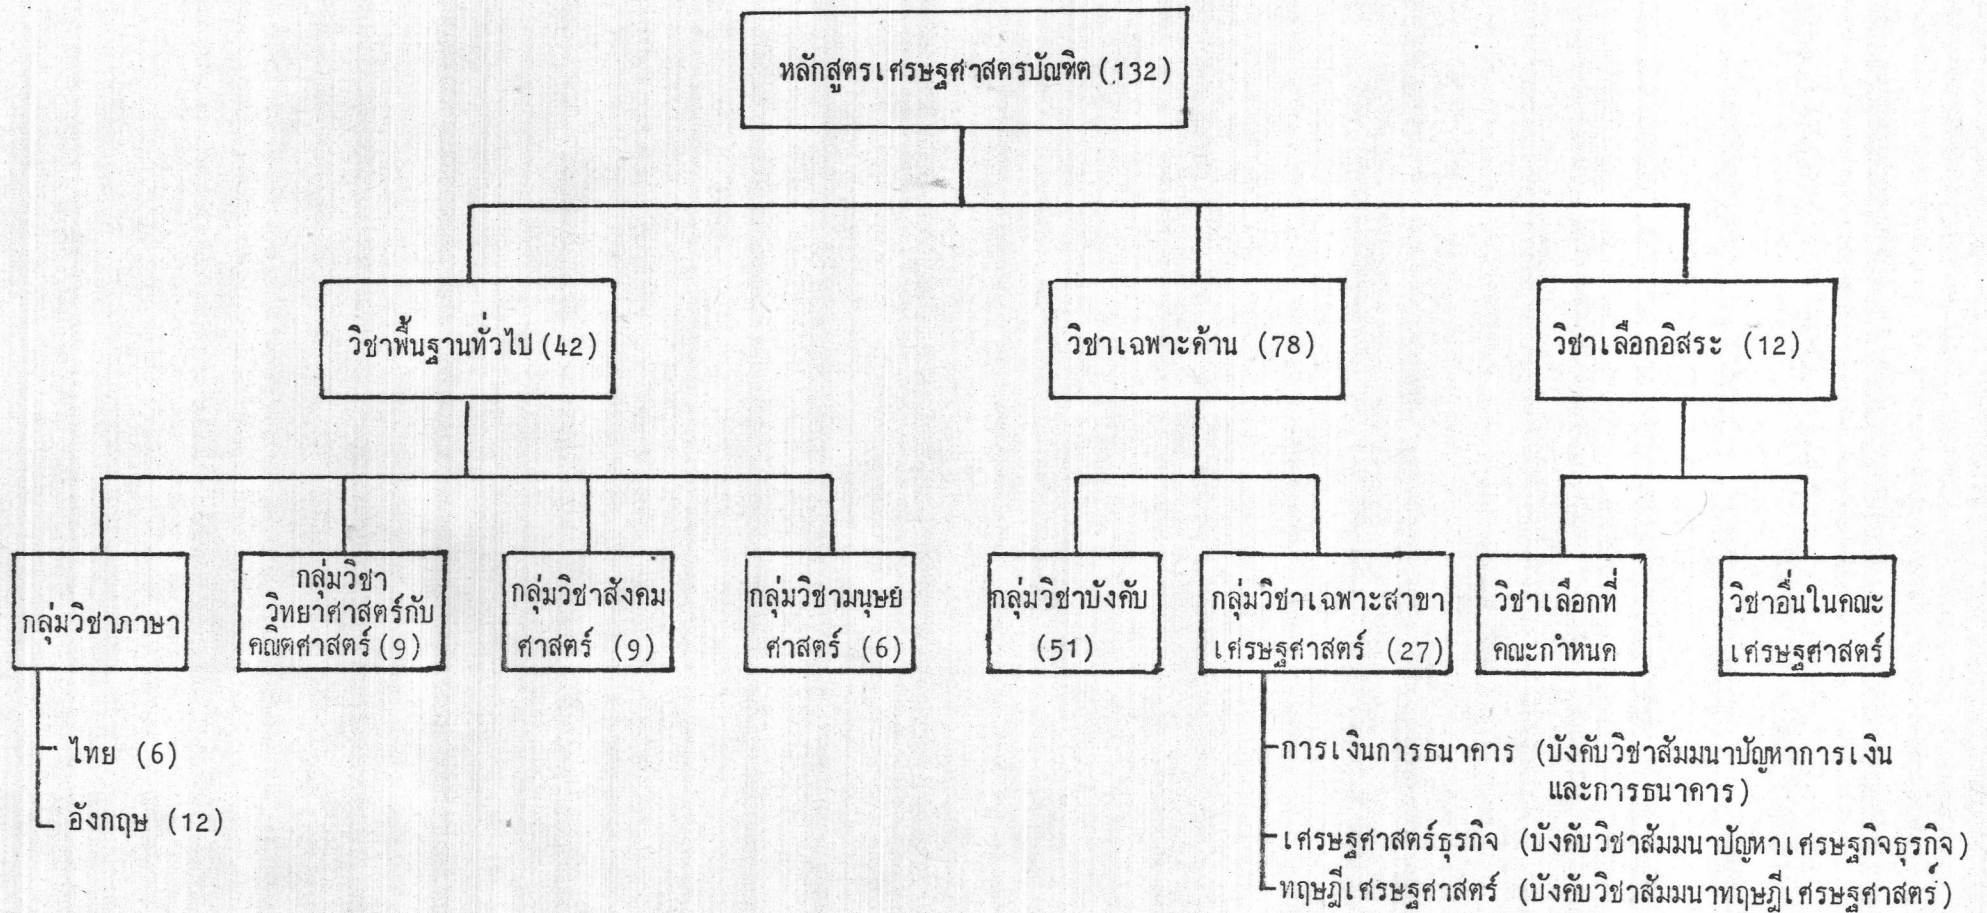 หลักสูตรเศรษฐศาสตรบัณฑิต (132)
วิชาพื้นฐานทั่วไป (42)
วิชาเฉพาะด้าน (78)
วิชาเลือกอิสระ (12)
กลุ่มวิชาภาษา
กลุ่มวิชา
วิทยาศาสตร์กับ
คณิตศาสตร์ (9)
กลุ่มวิชาสังคม
ศาสตร์ (9)
กลุ่มวิชามนุษย์
ศาสตร์ (6)
กลุ่มวิชาบังคับ
(51)
กลุ่มวิชาเฉพาะสาขา
เศรษฐศาสตร์ (27)
วิชาเลือกที่
คณะกำหนด
วิชาอื่นในคณะ
เศรษฐศาสตร์
ไทย (6)
อังกฤษ (12)
การเงินการธนาคาร (บังคับวิชาสัมมนาปัญหาการเงิน
และการธนาคาร)
เศรษฐศาสตร์ธุรกิจ (บังคับวิชาสัมมนาปัญหาเศรษฐกิจธุรกิจ)
ทฤษฎีเศรษฐศาสตร์ (บังคับวิชาสัมมนาทฤษฎีเศรษฐศาสตร์)